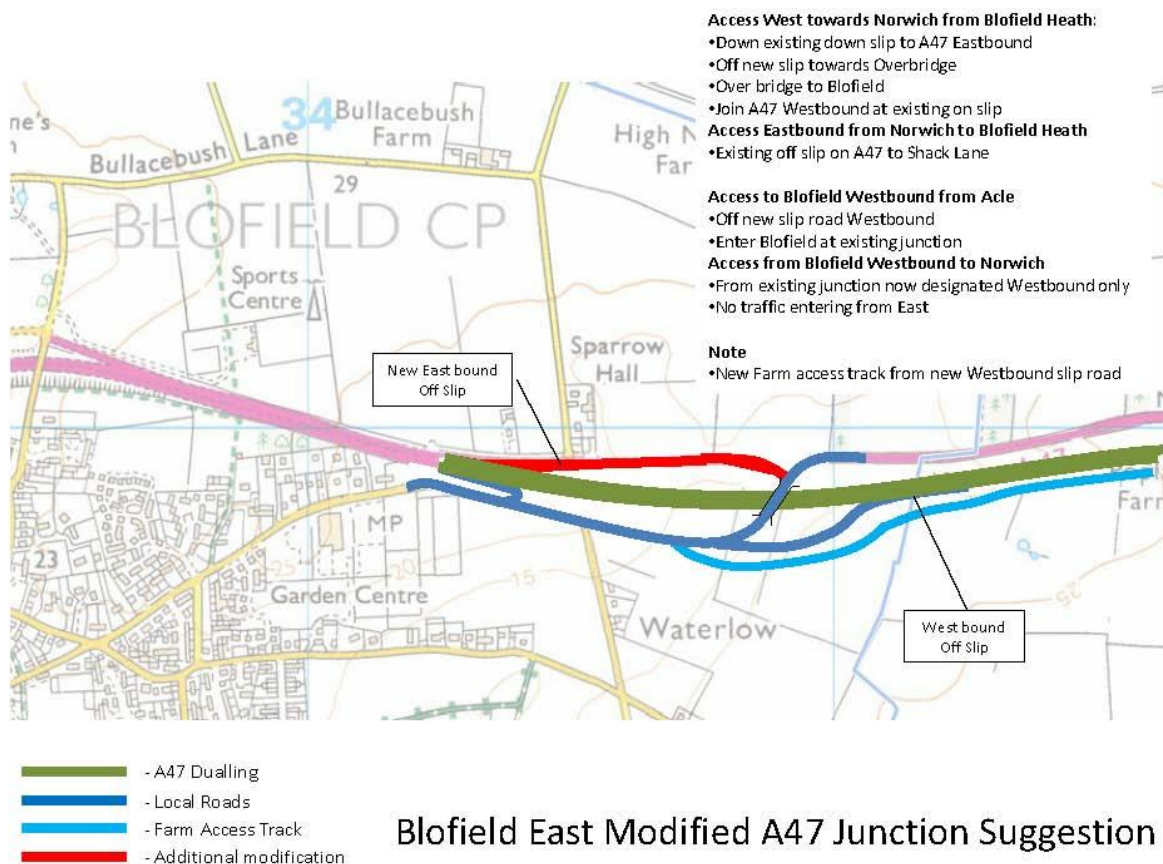 Access West towards Norwich from Blofield Heath:
•Down existing down slip to A47 Eastbound
•Off new slip towards Overbridge
•Over bridge to Blofield
•Join A47 Westbound at existing on slip
Access Eastbound from Norwich to Blofield Heath
•Existing off slip on A47 to Shack Lane
Access to Blofield Westbound from Acle
•Off new slip road Westbound
•Enter Blofield at existing junction
Access from Blofield Westbound to Norwich
•From existing junction now designated Westbound only
•No traffic entering from East
Note
•New Farm access track from new Westbound slip road
34
Bullacebush
Farm
High N
Far
ne's
Bullacebush Lane
29
BLOFIELD CP
Sports
Centre
Sparrow
Hall
New East bound
Off Slip
A47
Farm
MP
23
25
20
15
Garden Centre
Waterlow
25
West bound
Off Slip
- A47 Dualling
- Local Roads
- Farm Access Track
- Additional modification
Blofield East Modified A47 Junction Suggestion